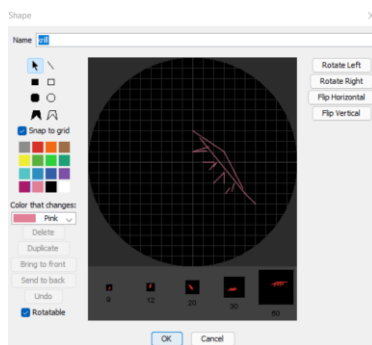 Shape
Name krill
Rotate Left
Rotate Right
Flip Horizontal
Flip Vertical
Snap to grid
Color that changes:
Pink
Delete
Duplicate
Bring to front
Send to back
Undo
Rotatable
9
12
20
30
50
OK
Cancel